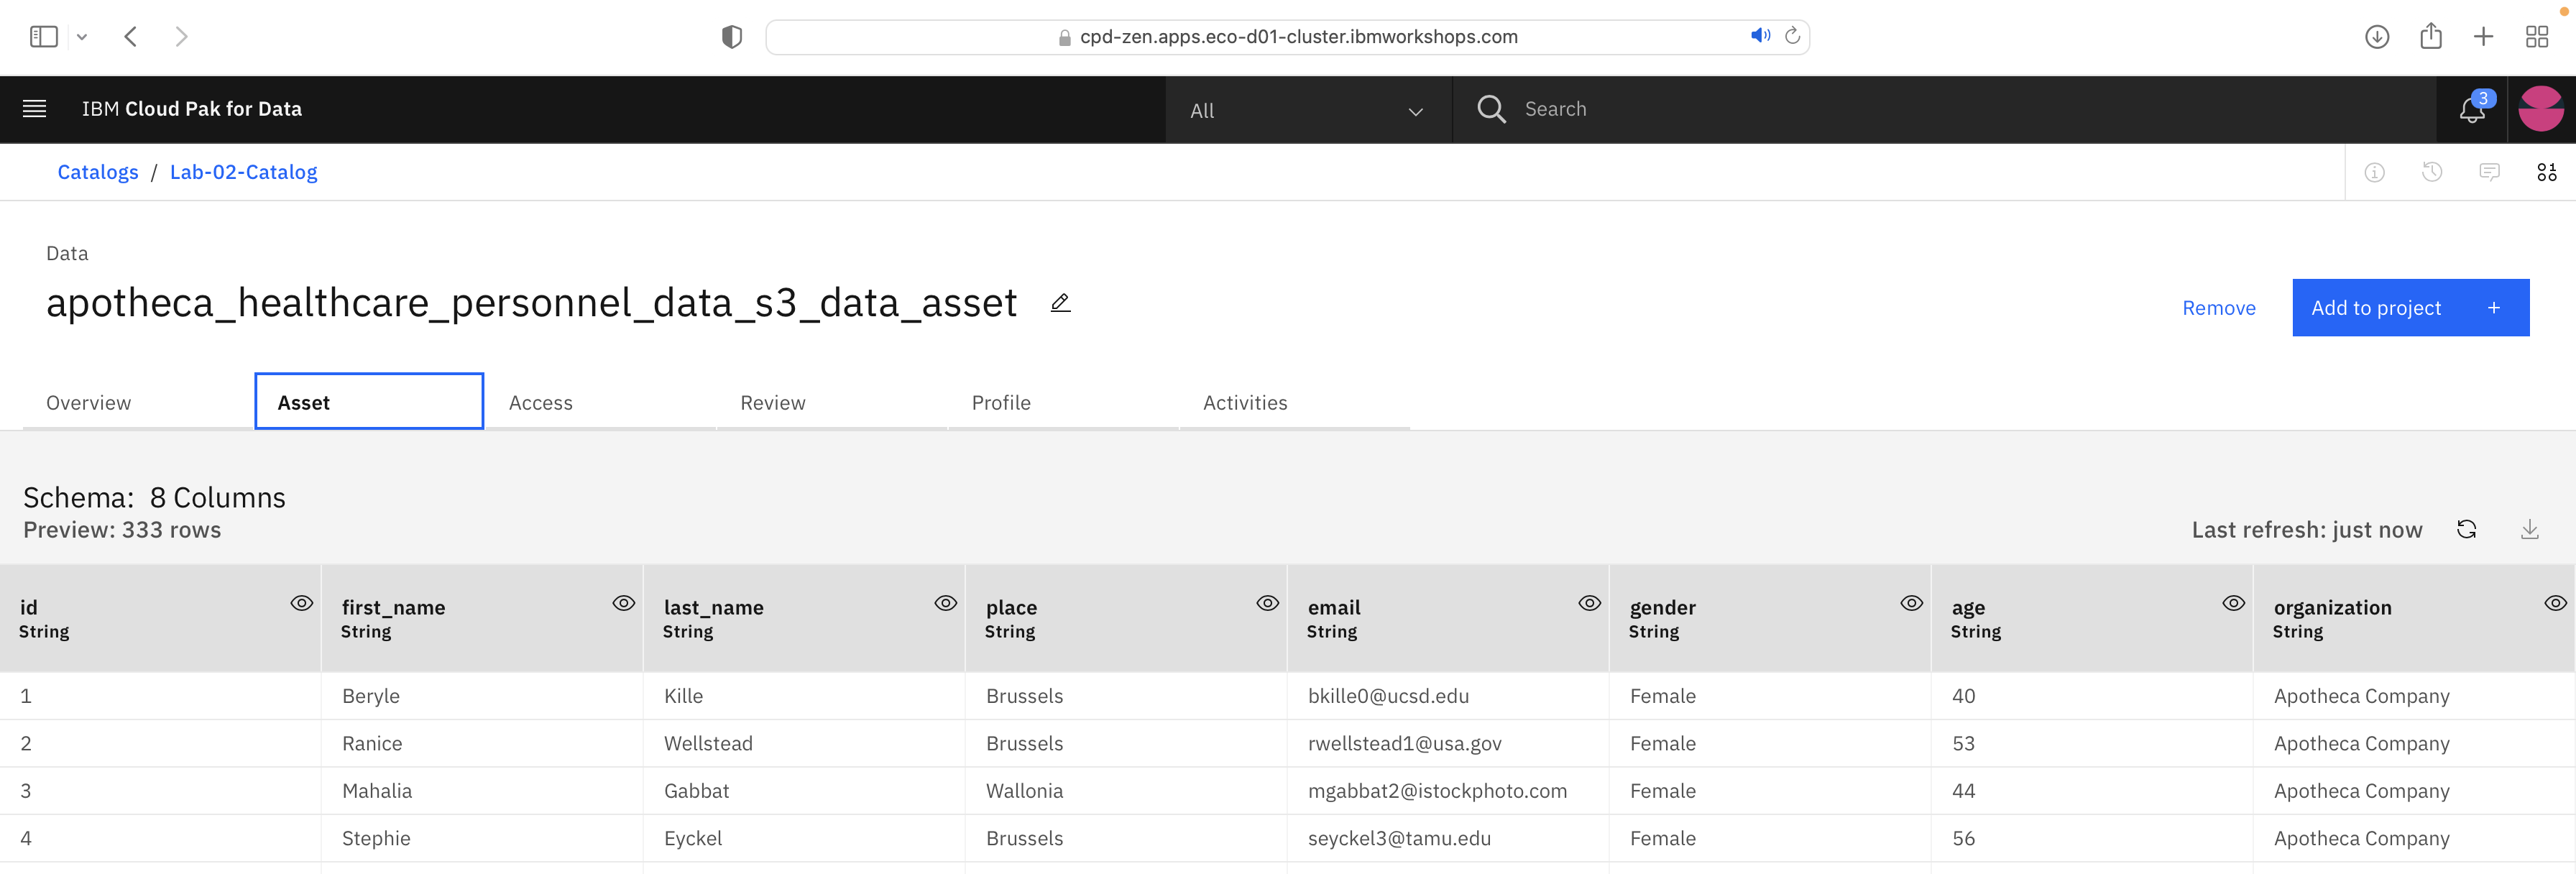 cpd-zen.apps.eco-d01-cluster.ibmworkshops.com
IBM Cloud Pak for Data All Search 3
Catalogs / Lab-02-Catalog
Data
apotheca_healthcare_personnel_data_s3_data_asset
Remove Add to project +
Overview Asset Access Review Profile Activities
Schema: 8 Columns
Preview: 333 rows Last refresh: just now
id first_name last_name place email gender age organization
String String String String String String String String
1 Beryle Kille Brussels bkille0@ucsd.edu Female 40 Apotheca Company
2 Ranice Wellstead Brussels rwellstead1@usa.gov Female 53 Apotheca Company
3 Mahalia Gabbat Wallonia mgabbat2@istockphoto.com Female 44 Apotheca Company
4 Stephie Eyckel Brussels seyckel3@tamu.edu Female 56 Apotheca Company